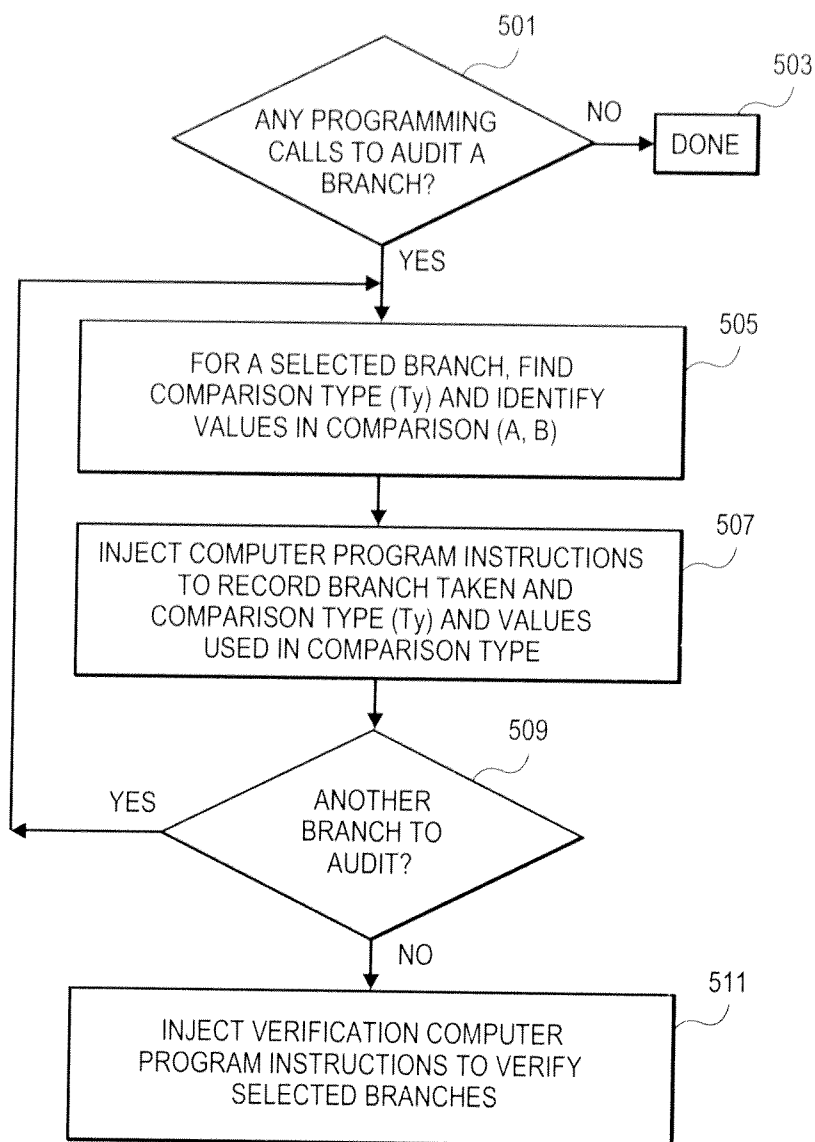 501
ANY PROGRAMMING
CALLS TO AUDIT A
BRANCH?
NO
503
DONE
YES
505
FOR A SELECTED BRANCH, FIND
COMPARISON TYPE (Ty) AND IDENTIFY
VALUES IN COMPARISON (A, B)
507
INJECT COMPUTER PROGRAM INSTRUCTIONS
TO RECORD BRANCH TAKEN AND
COMPARISON TYPE (Ty) AND VALUES
USED IN COMPARISON TYPE
509
YES
ANOTHER
BRANCH TO
AUDIT?
NO
511
INJECT VERIFICATION COMPUTER
PROGRAM INSTRUCTIONS TO VERIFY
SELECTED BRANCHES